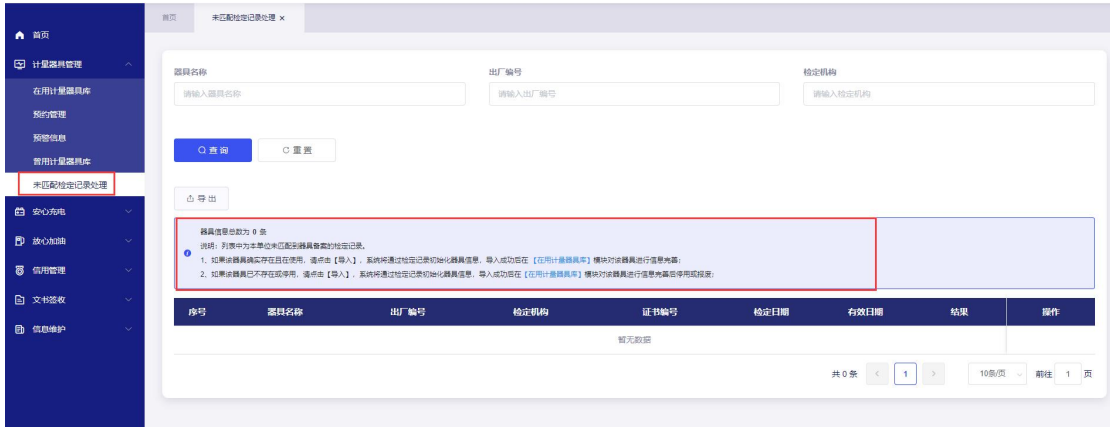 首页
计量器具管理
在用计量器具库
预约管理
预警信息
曾用计量器具库
未匹配检定记录处理
安心充电
放心加油
信用管理
文书签收
信息维护
首页 未匹配检定记录处理 ×
器具名称 出厂编号 检定机构
请输入器具名称 请输入出厂编号 请输入检定机构
查询 重置
导出
器具信息总数为 0 条
说明：列表中为本单位未匹配到器具备案的检定记录。
1、如果该器具确实存在且在使用，请点击【导入】，系统将通过检定记录初始化器具信息，导入成功后在【在用计量器具库】模块对该器具进行信息完善；
2、如果该器具已不存在或停用，请点击【导入】，系统将通过检定记录初始化器具信息，导入成功后在【在用计量器具库】模块对该器具进行信息完善后停用或报废；
序号 器具名称 出厂编号 检定机构 证书编号 检定日期 有效日期 结果 操作
暂无数据
共 0 条 < 1 > 10条/页 前往 1 页